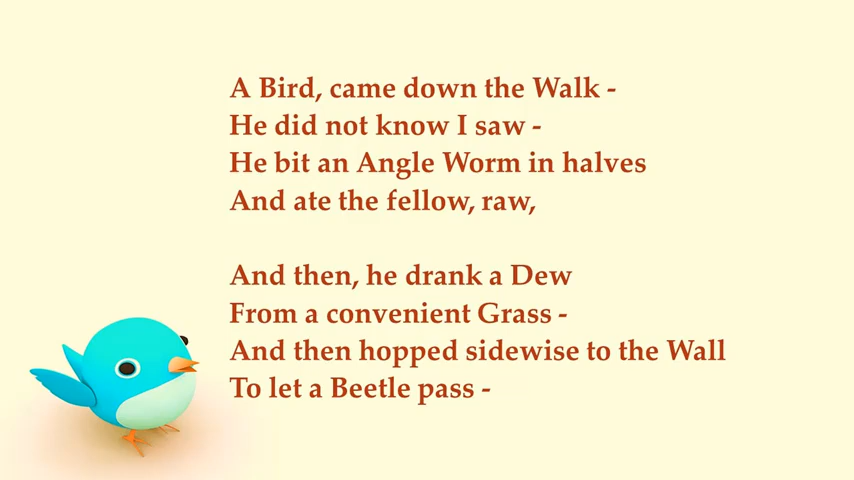 A Bird, came down the Walk -
He did not know I saw -
He bit an Angle Worm in halves
And ate the fellow, raw,
And then, he drank a Dew
From a convenient Grass -
And then hopped sidewise to the Wall
To let a Beetle pass -